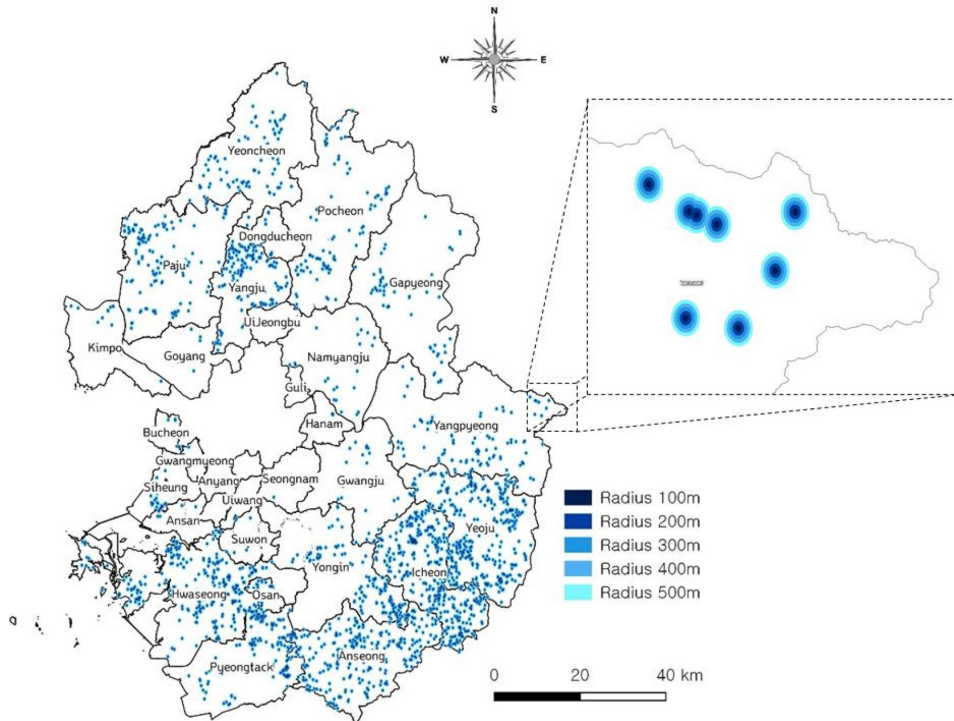 N
W E
S
Yeoncheon
Pocheon
Dongducheon
Paju
Yangju
Gapyeong
UiJeongbu
Kimpo
Goyang
Namyangju
Guli
Hanam
Bucheon
Yangpyeong
Gwangmyeong
Siheung
Anyang
Seongnam
Gwangju
Uiwang
Ansan
Suwon
Yeoju
Yongin
Icheon
Hwaseong
Osan
Anseong
Pyeongtack
Radius 100m
Radius 200m
Radius 300m
Radius 400m
Radius 500m
0 20 40 km